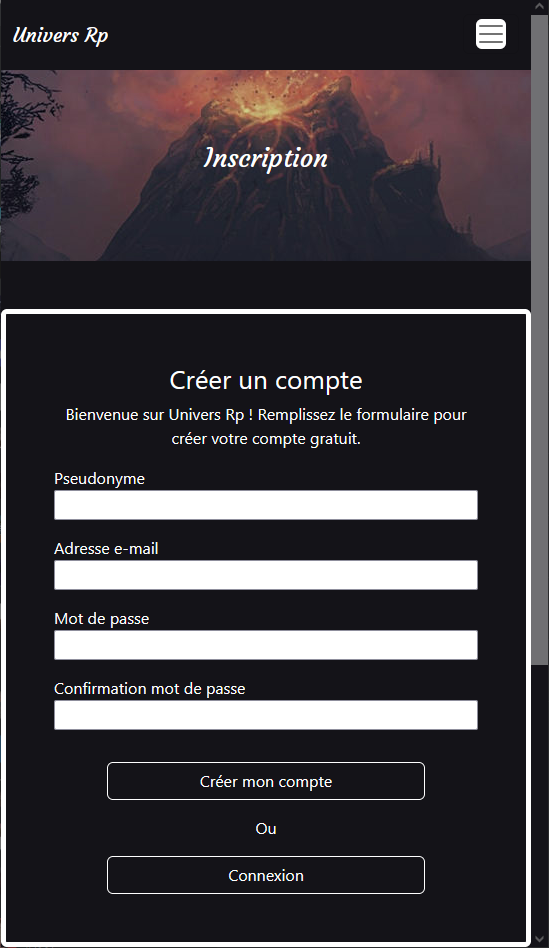 Univers Rp
Inscription
Créer un compte
Bienvenue sur Univers Rp ! Remplissez le formulaire pour
créer votre compte gratuit.
Pseudonyme
Adresse e-mail
Mot de passe
Confirmation mot de passe
Créer mon compte
Ou
Connexion